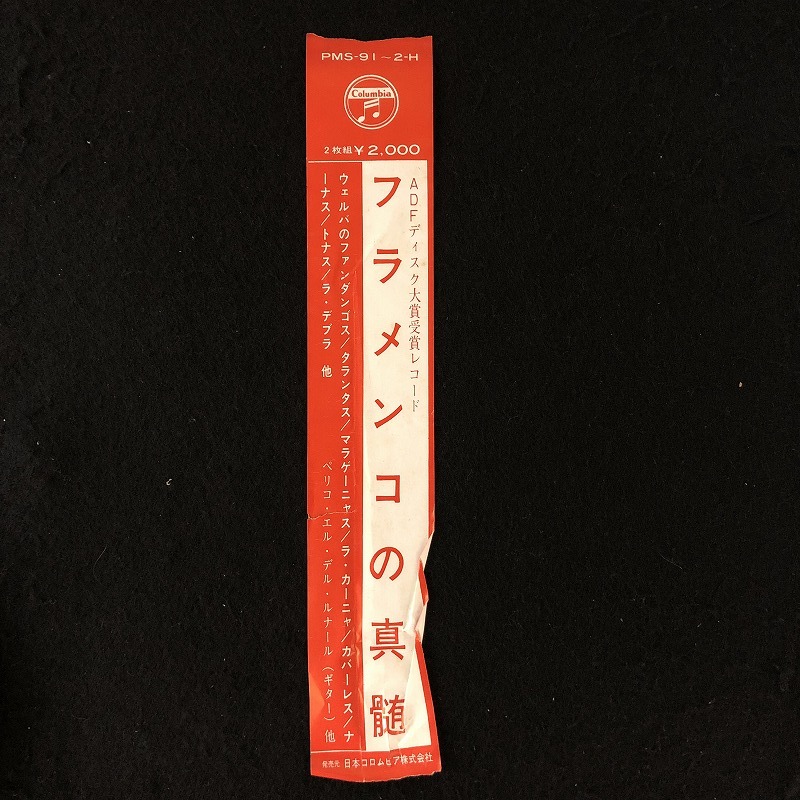 PMS-91～2-H
Columbia
2枚組¥2,000
ADFディスク大賞受賞レコード
フラメンコの真髄
ウェルバのファンダンゴス/タランタス/マラゲーニャス/ラ・カーニャ/カバーレス/ナ
ーナス/トナス/ラ・デブラ 他
ペリコ・エル・デル・ルナール(ギター)他
発売元 日本コロムビア株式会社